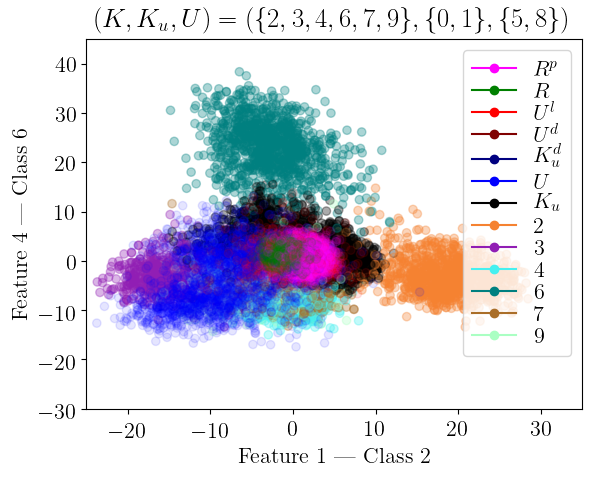 (K, K_u, U) = ({2, 3, 4, 6, 7, 9}, {0, 1}, {5, 8})
40
30
20
10
0
−10
−20
−30
Feature 4 — Class 6
R^p
R
U^l
U^d
K_u^d
U
K_u
2
3
4
6
7
9
−20
−10
0
10
20
30
Feature 1 — Class 2